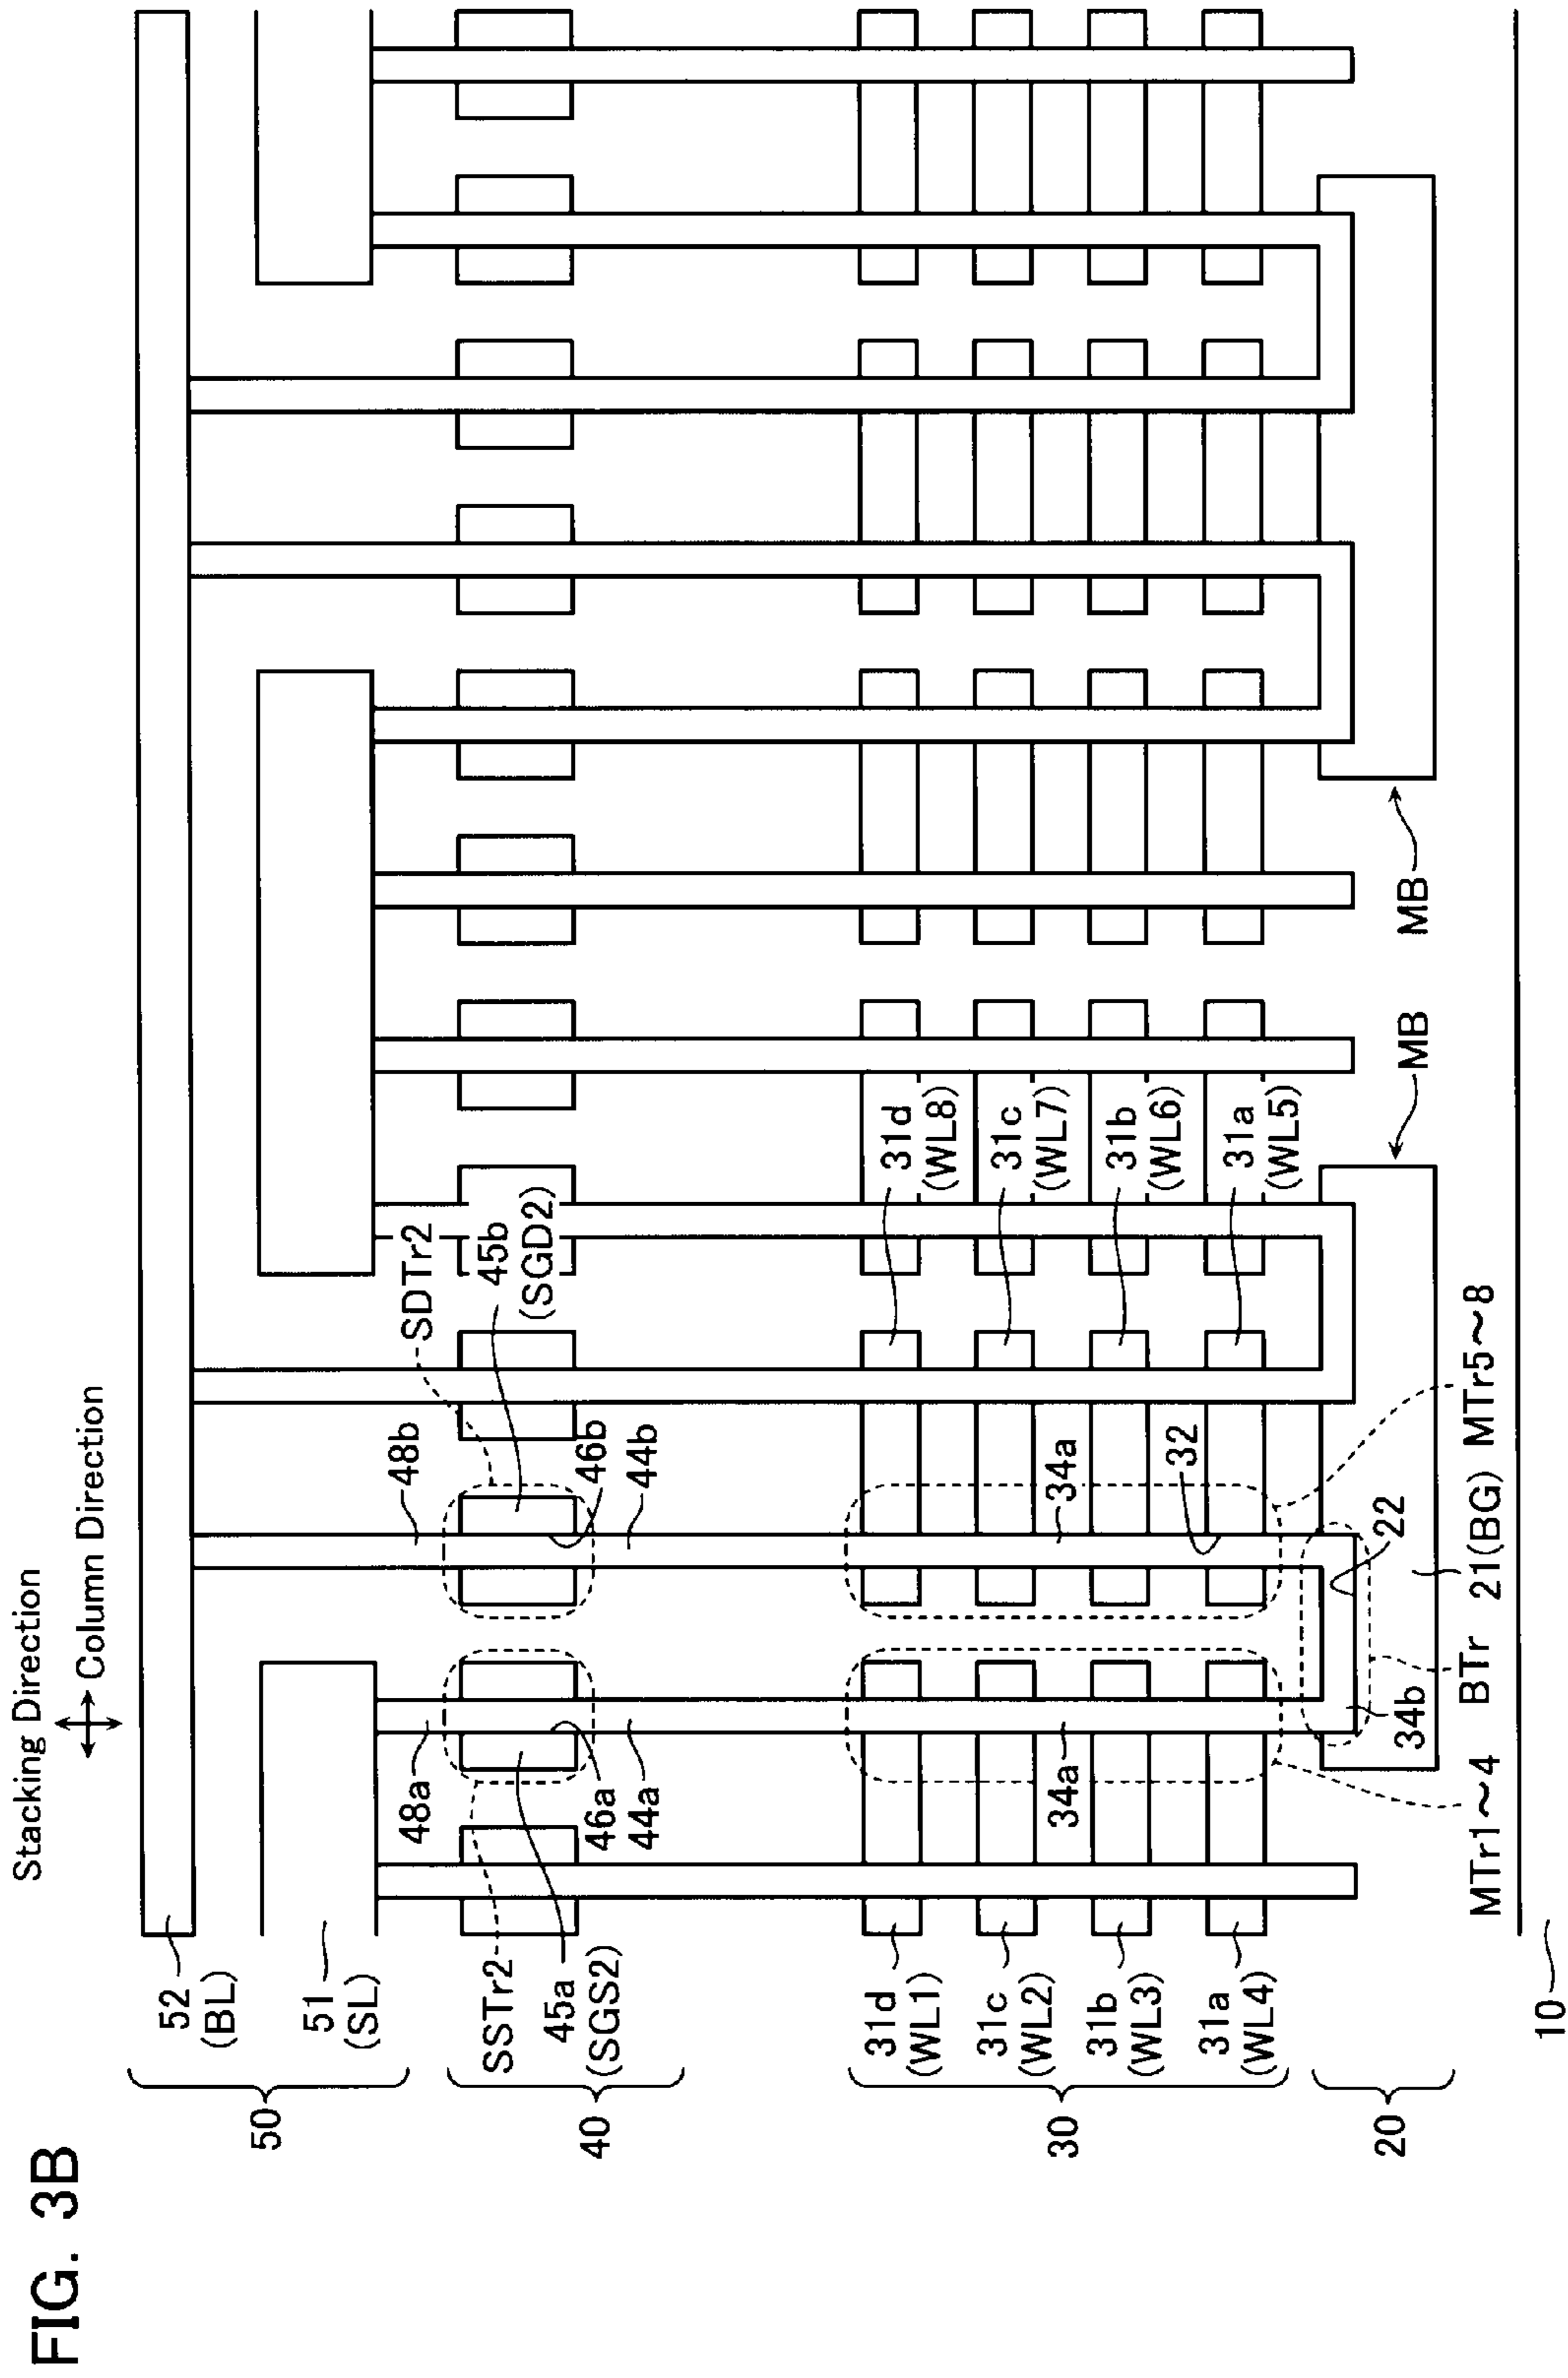 FIG. 3B
Stacking Direction
Column Direction
50
52
(BL)
51
(SL)
40
SSTr2
45a
(SGS2)
48a
46a
44a
48b
46b
44b
SDTr2
45b
(SGD2)
30
31d
(WL1)
31c
(WL2)
31b
(WL3)
31a
(WL4)
34a
34a
32
31d
(WL8)
31c
(WL7)
31b
(WL6)
31a
(WL5)
20
34b
22
MB
MB
MTr1~4
BTr
21(BG)
MTr5~8
10